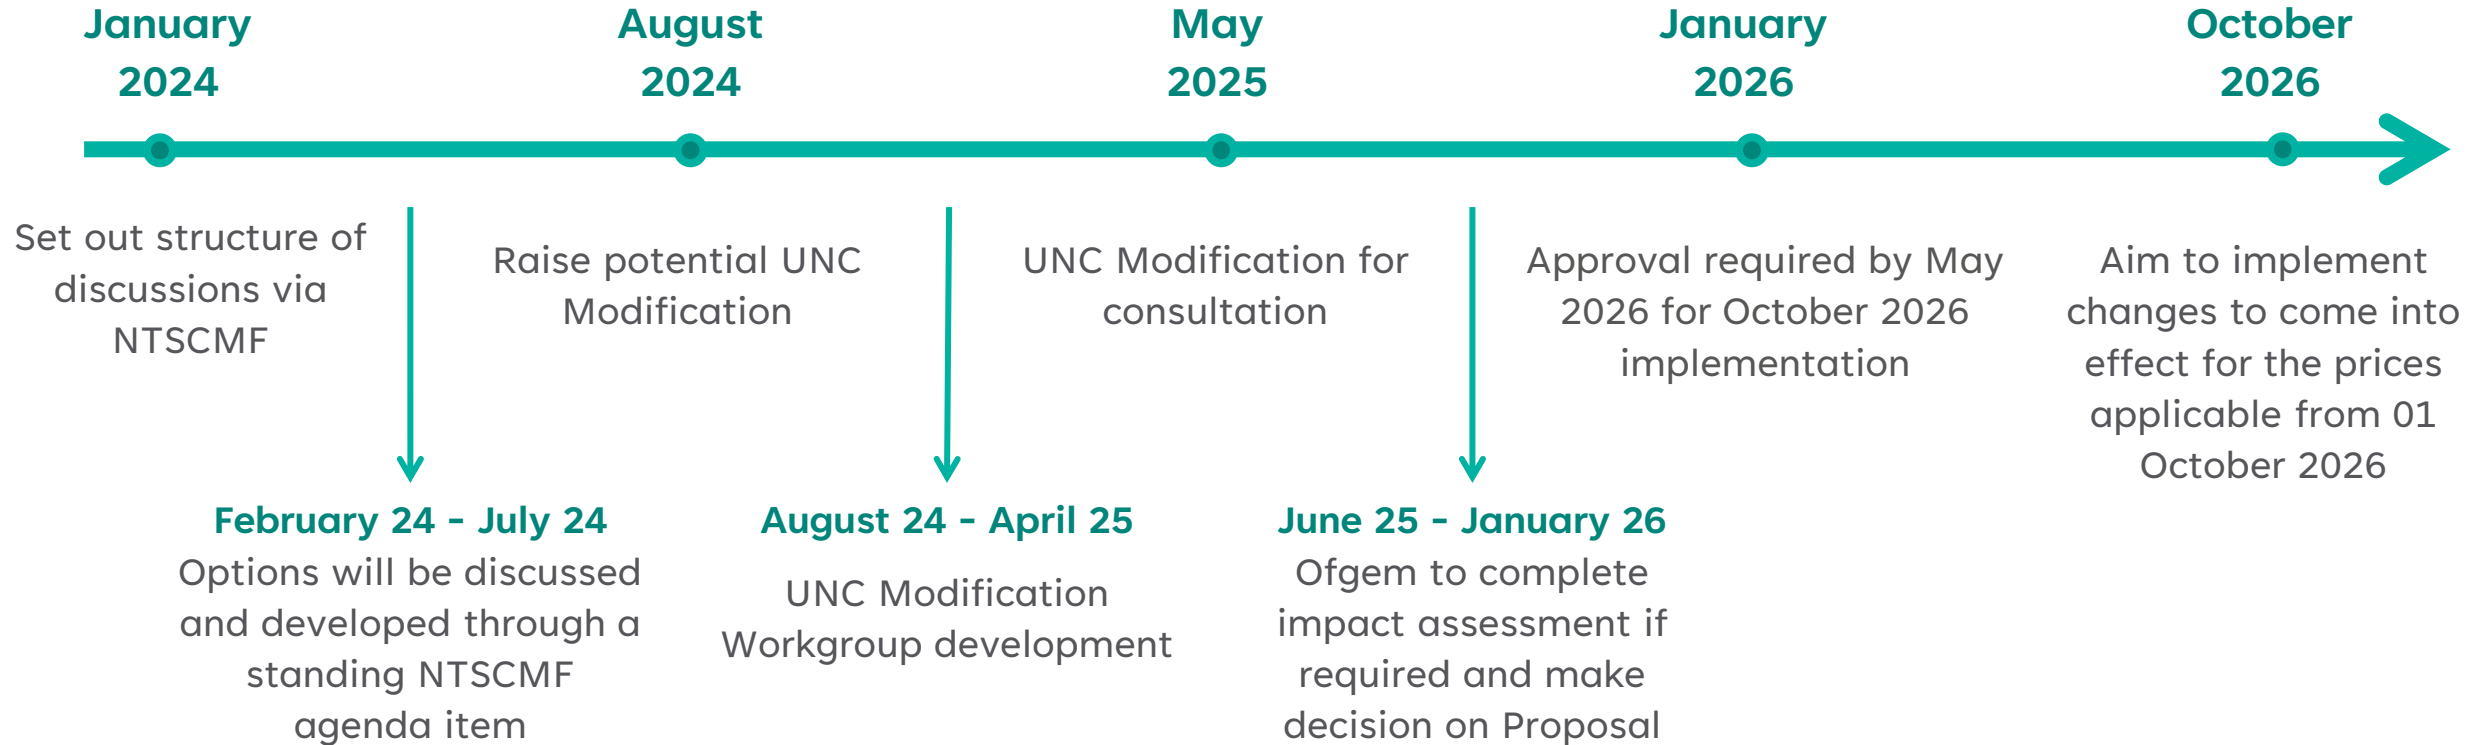 January
2024
August
2024
May
2025
January
2026
October
2026
Set out structure of
discussions via
NTSCMF
Raise potential UNC
Modification
UNC Modification for
consultation
Approval required by May
2026 for October 2026
implementation
Aim to implement
changes to come into
effect for the prices
applicable from 01
October 2026
February 24 - July 24
Options will be discussed
and developed through a
standing NTSCMF
agenda item
August 24 - April 25
UNC Modification
Workgroup development
June 25 - January 26
Ofgem to complete
impact assessment if
required and make
decision on Proposal